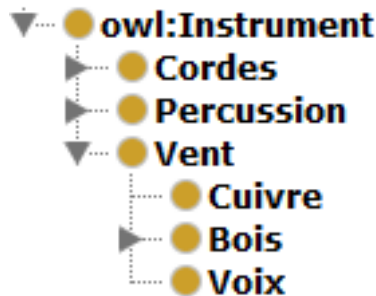 owl:Instrument
Cordes
Percussion
Vent
Cuivre
Bois
Voix